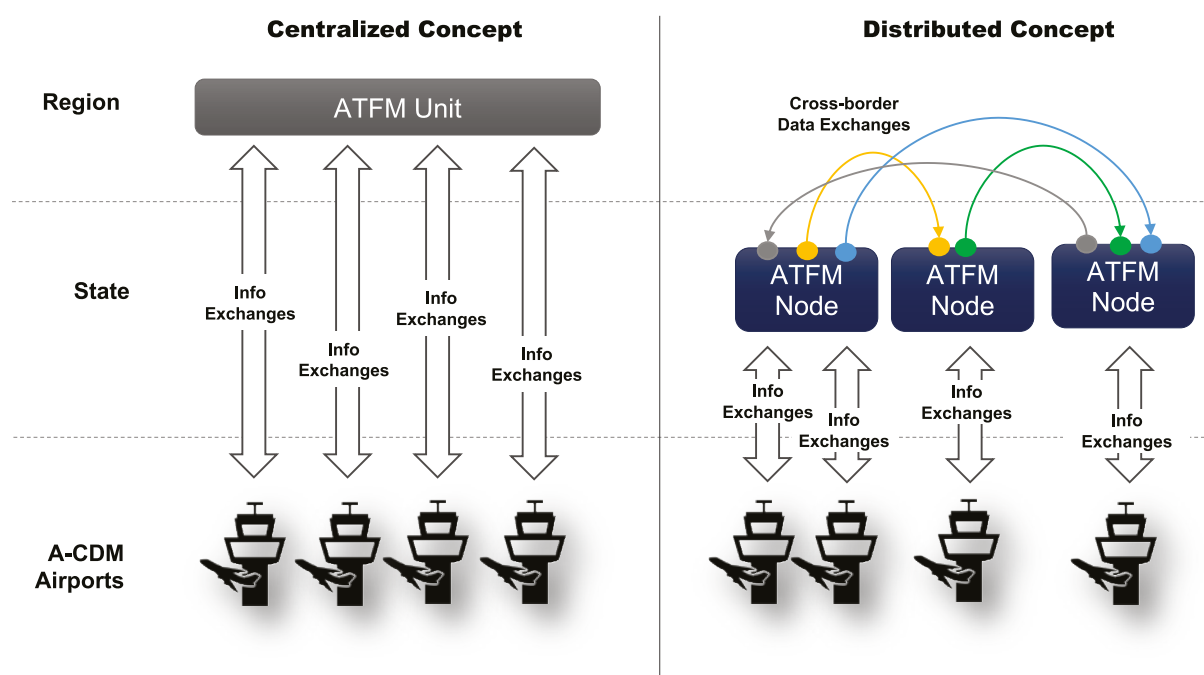 Centralized Concept
Distributed Concept
Region
ATFM Unit
Cross-border
Data Exchanges
State
Info
Exchanges
Info
Exchanges
Info
Exchanges
Info
Exchanges
ATFM
Node
ATFM
Node
ATFM
Node
Info
Exchanges
Info
Exchanges
Info
Exchanges
Info
Exchanges
A-CDM
Airports